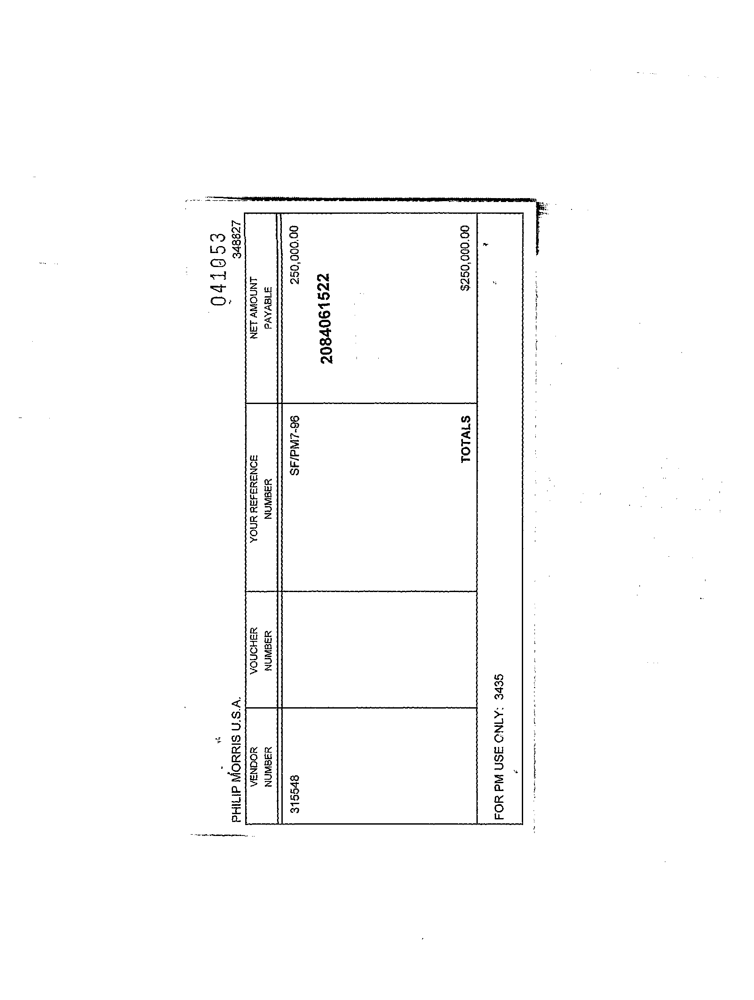 041053
PHILIP MORRIS U.S.A. 348827
VENDOR NUMBER VOUCHER NUMBER YOUR REFERENCE NUMBER NET AMOUNT PAYABLE
315548 SF/PM7-96 250,000.00
2084061522
TOTALS $250,000.00
FOR PM USE ONLY: 3435